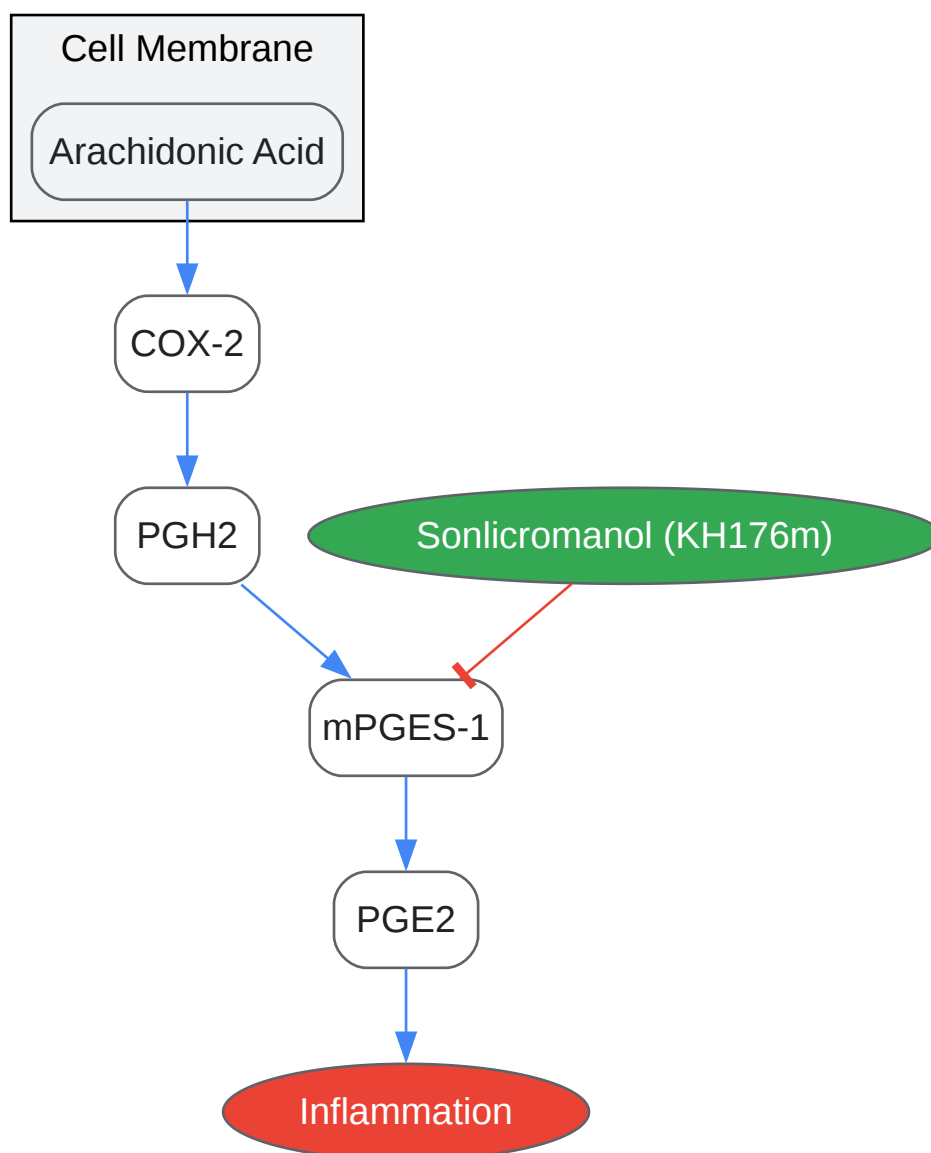 Cell Membrane
Arachidonic Acid
COX-2
PGH2
Sonlicromanol (KH176m)
mPGES-1
PGE2
Inflammation